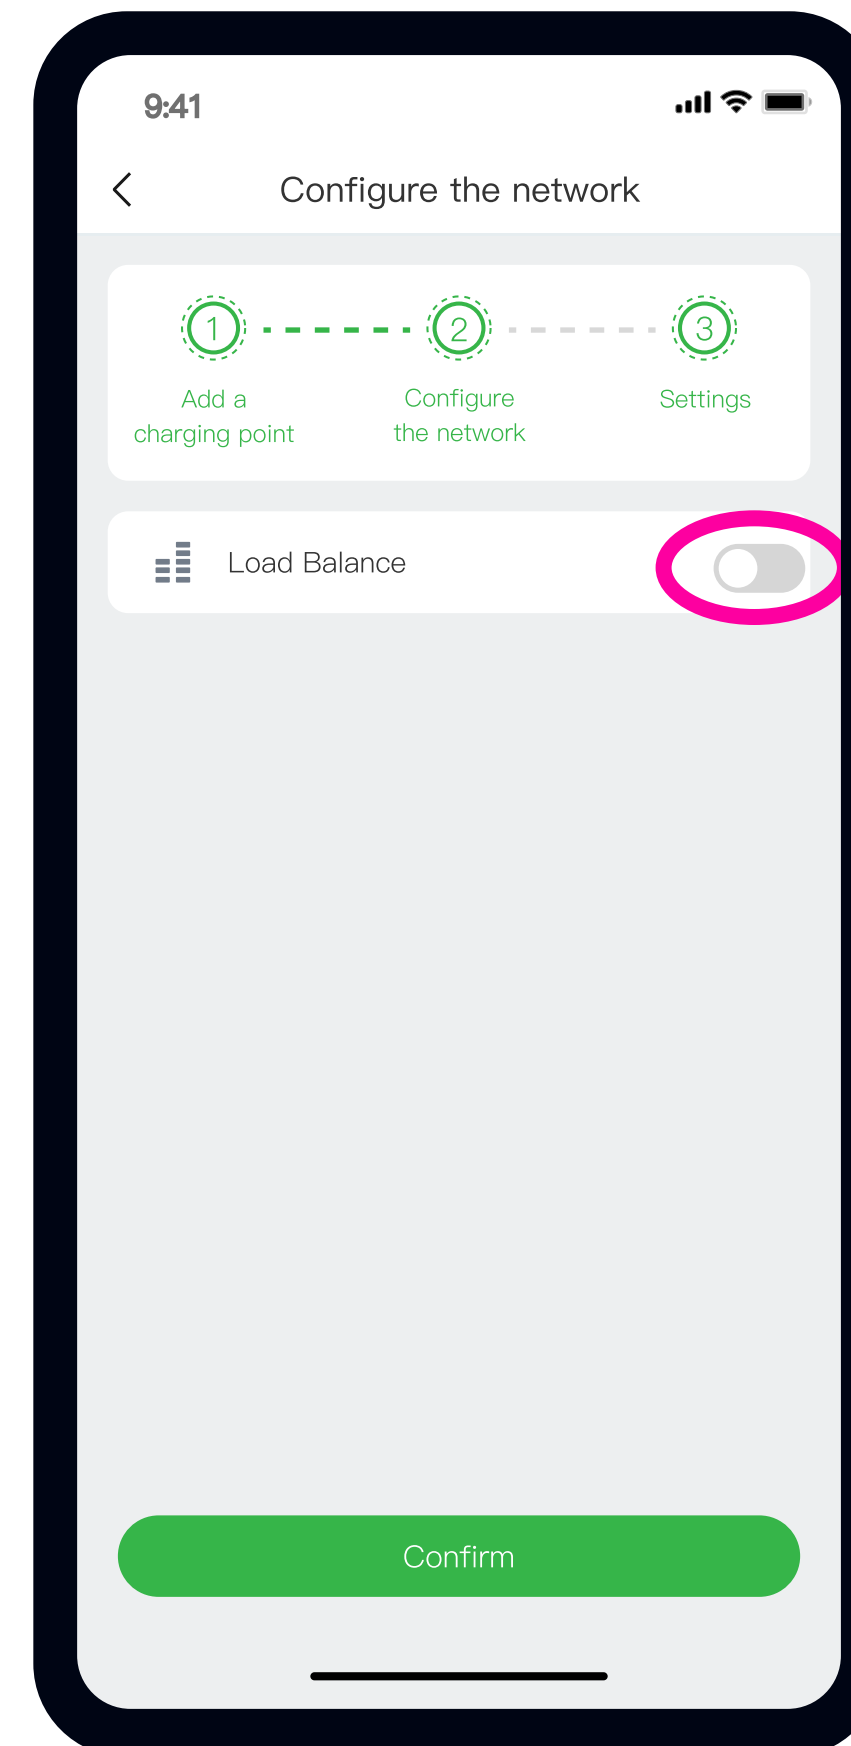 9:41
Configure the network
1
2
3
Add a
charging point
Configure
the network
Settings
Load Balance
Confirm